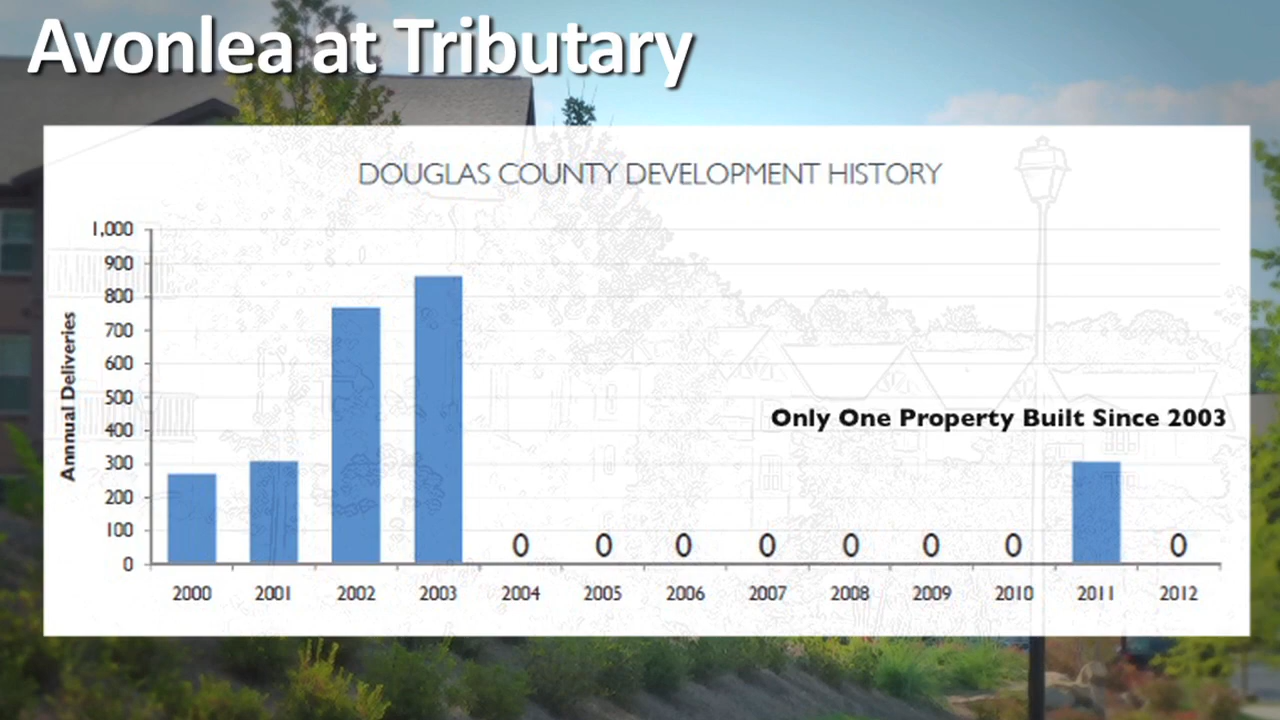 Avonlea at Tributary
DOUGLAS COUNTY DEVELOPMENT HISTORY
Annual Deliveries
1,000
900
800
700
600
500
400
300
200
100
0
Only One Property Built Since 2003
0 0 0 0 0 0 0 0
2000 2001 2002 2003 2004 2005 2006 2007 2008 2009 2010 2011 2012